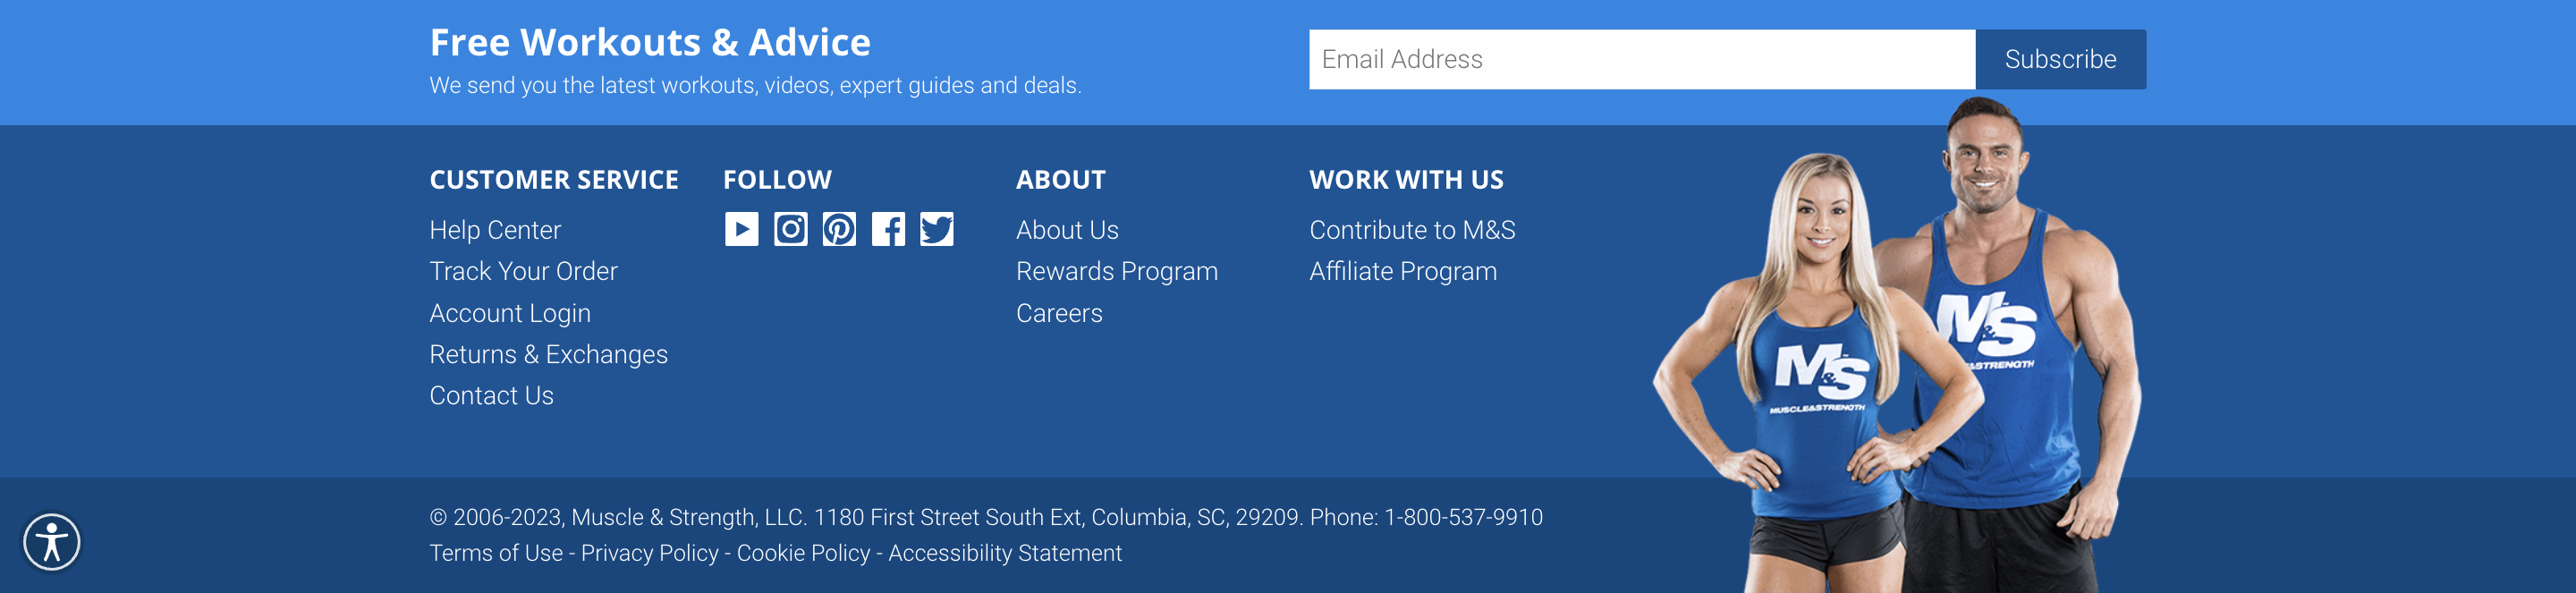 Free Workouts & Advice
We send you the latest workouts, videos, expert guides and deals.
Email Address
Subscribe
CUSTOMER SERVICE
Help Center
Track Your Order
Account Login
Returns & Exchanges
Contact Us
FOLLOW
ABOUT
About Us
Rewards Program
Careers
WORK WITH US
Contribute to M&S
Affiliate Program
M&S
MUSCLE&STRENGTH
M&S
&STRENGTH
© 2006-2023, Muscle & Strength, LLC. 1180 First Street South Ext, Columbia, SC, 29209. Phone: 1-800-537-9910
Terms of Use - Privacy Policy - Cookie Policy - Accessibility Statement